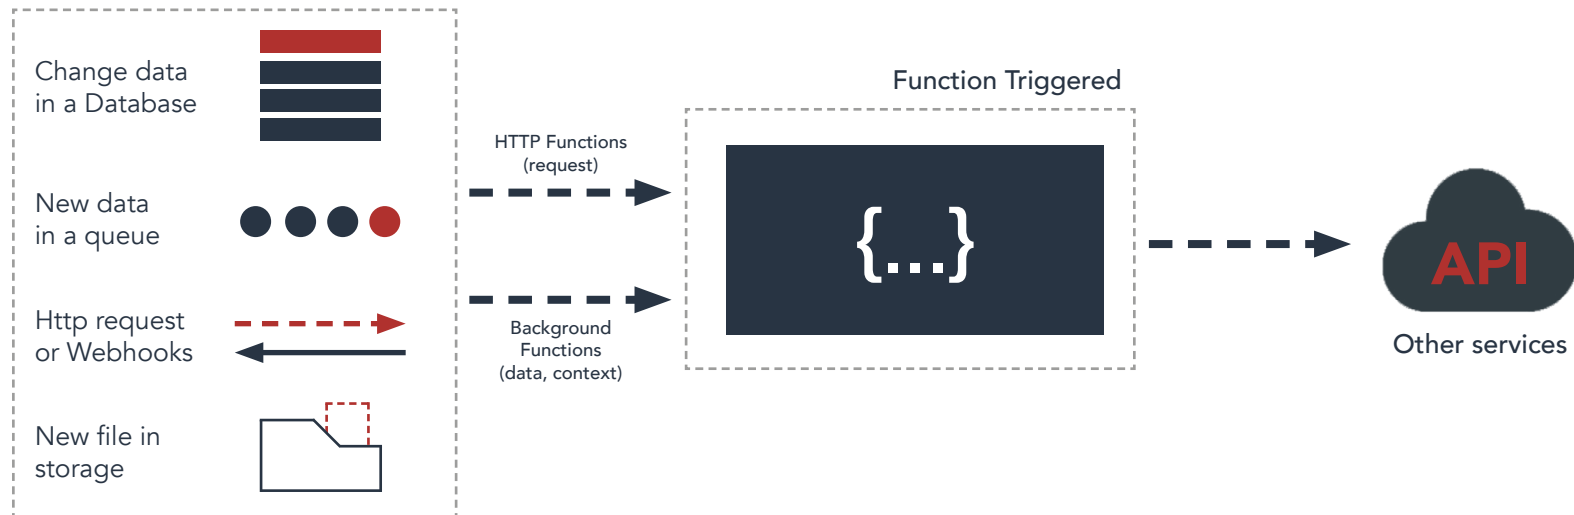 Change data
in a Database
New data
in a queue
Http request
or Webhooks
New file in
storage
HTTP Functions
(request)
Background
Functions
(data, context)
Function Triggered
{...}
API
Other services